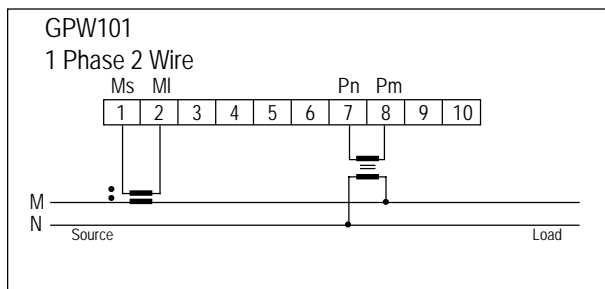 GPW101
1 Phase 2 Wire
Ms Ml Pn Pm
1 2 3 4 5 6 7 8 9 10
M
N
Source Load